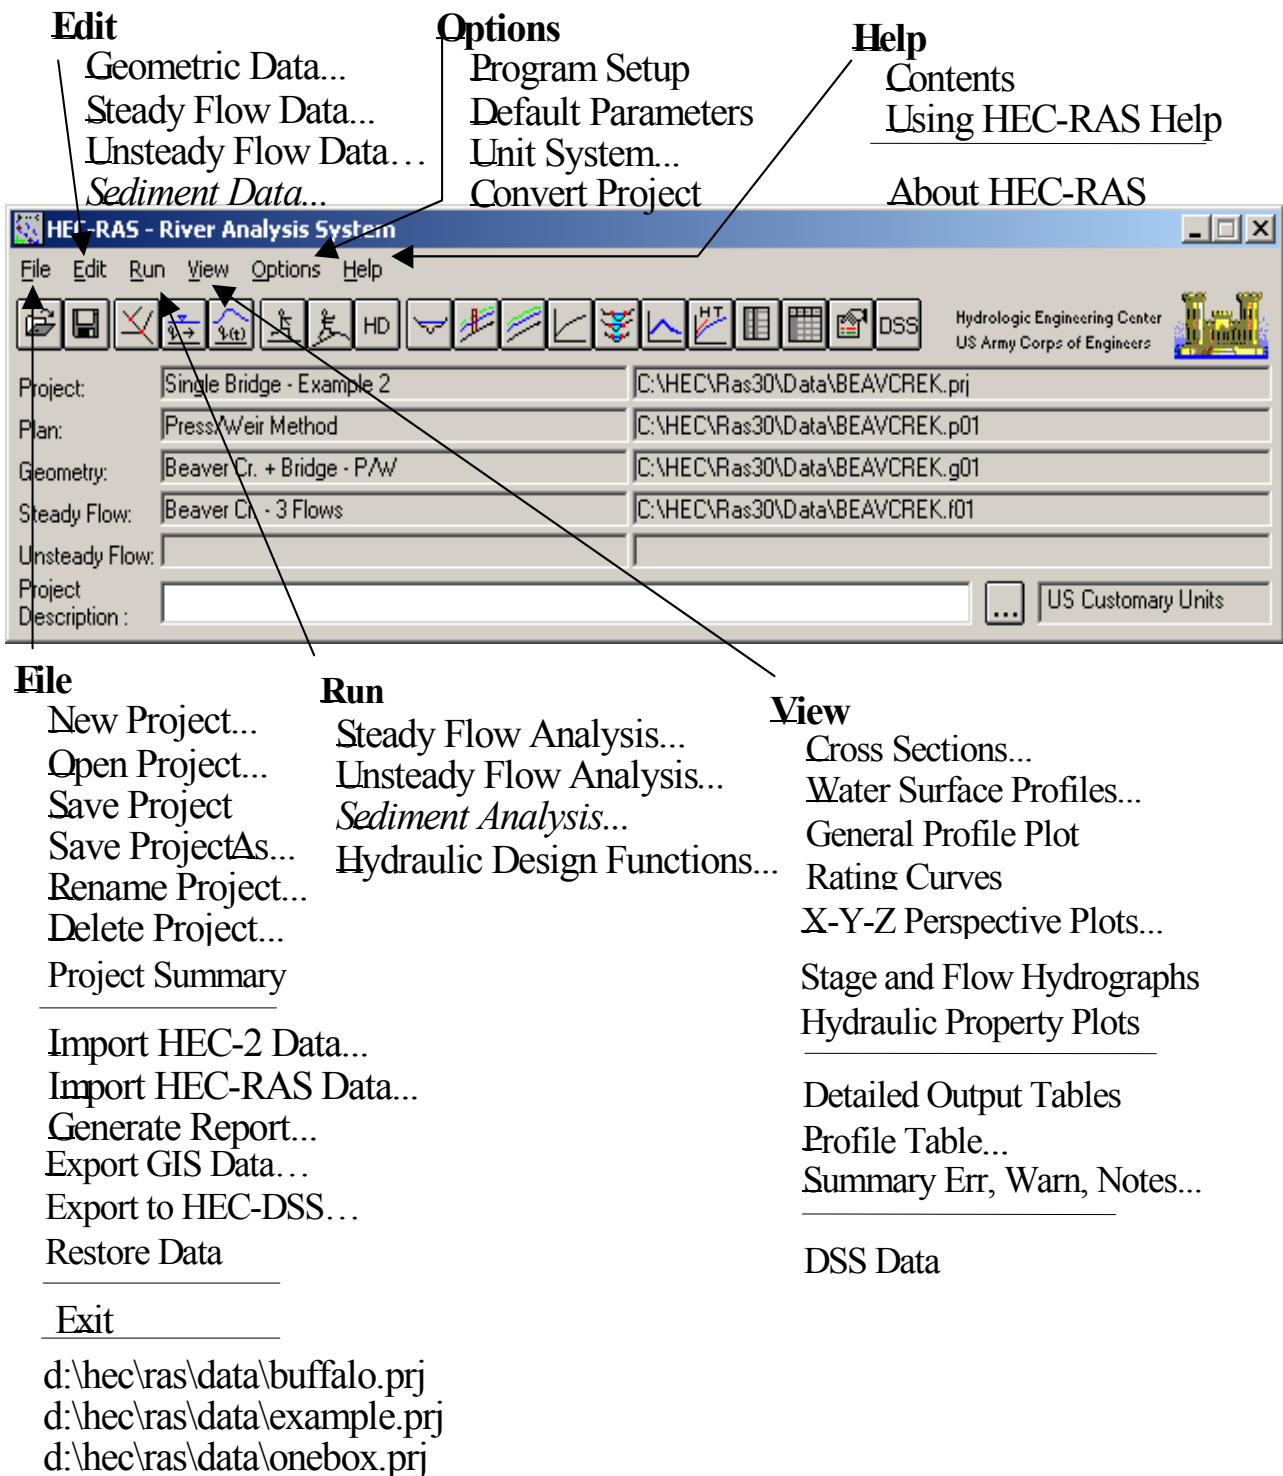 Edit
Geometric Data...
Steady Flow Data...
Unsteady Flow Data…
Sediment Data...
Options
Program Setup
Default Parameters
Unit System...
Convert Project
Help
Contents
Using HEC-RAS Help
About HEC-RAS
HEC-RAS - River Analysis System
File Edit Run View Options Help
HD
HT
DSS
Hydrologic Engineering Center
US Army Corps of Engineers
Project: Single Bridge - Example 2 C:\HEC\Ras30\Data\BEAVCREK.prj
Plan: Press/Weir Method C:\HEC\Ras30\Data\BEAVCREK.p01
Geometry: Beaver Cr. + Bridge - P/W C:\HEC\Ras30\Data\BEAVCREK.g01
Steady Flow: Beaver Cr. - 3 Flows C:\HEC\Ras30\Data\BEAVCREK.f01
Unsteady Flow:
Project
Description : ... US Customary Units
File
New Project...
Open Project...
Save Project
Save ProjectAs...
Rename Project...
Delete Project...
Project Summary
Import HEC-2 Data...
Import HEC-RAS Data...
Generate Report...
Export GIS Data…
Export to HEC-DSS…
Restore Data
Exit
d:\hec\ras\data\buffalo.prj
d:\hec\ras\data\example.prj
d:\hec\ras\data\onebox.prj
Run
Steady Flow Analysis...
Unsteady Flow Analysis...
Sediment Analysis...
Hydraulic Design Functions...
View
Cross Sections...
Water Surface Profiles...
General Profile Plot
Rating Curves
X-Y-Z Perspective Plots...
Stage and Flow Hydrographs
Hydraulic Property Plots
Detailed Output Tables
Profile Table...
Summary Err, Warn, Notes...
DSS Data